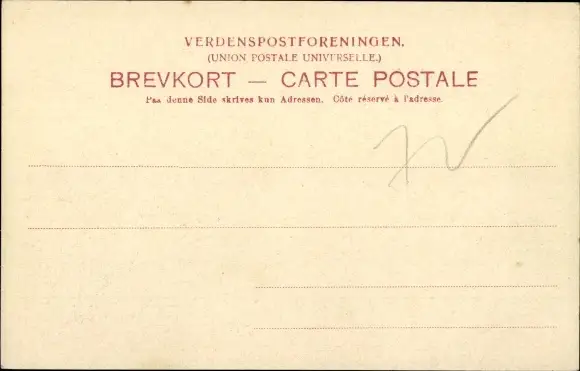 VERDENSPOSTFORENINGEN.
(UNION POSTALE UNIVERSELLE.)
BREVKORT — CARTE POSTALE
Paa denne Side skrives kun Adressen. Côte réservé à l'adresse.